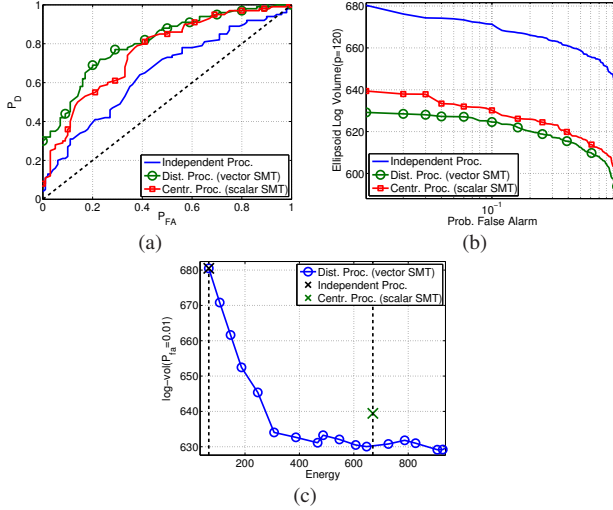 1
0.8
0.6
0.4
0.2
0
P_D
0 0.2 0.4 0.6 0.8 1
P_FA
Independent Proc.
Dist. Proc. (vector SMT)
Centr. Proc. (scalar SMT)
(a)
680
660
640
620
600
Ellipsoid Log Volume(p=120)
Independent Proc.
Dist. Proc. (vector SMT)
Centr. Proc. (scalar SMT)
10^-1
Prob. False Alarm
(b)
680
670
660
650
640
630
log-vol(P_fa=0.01)
Dist. Proc. (vector SMT)
Independent Proc.
Centr. Proc. (scalar SMT)
200 400 600 800
Energy
(c)